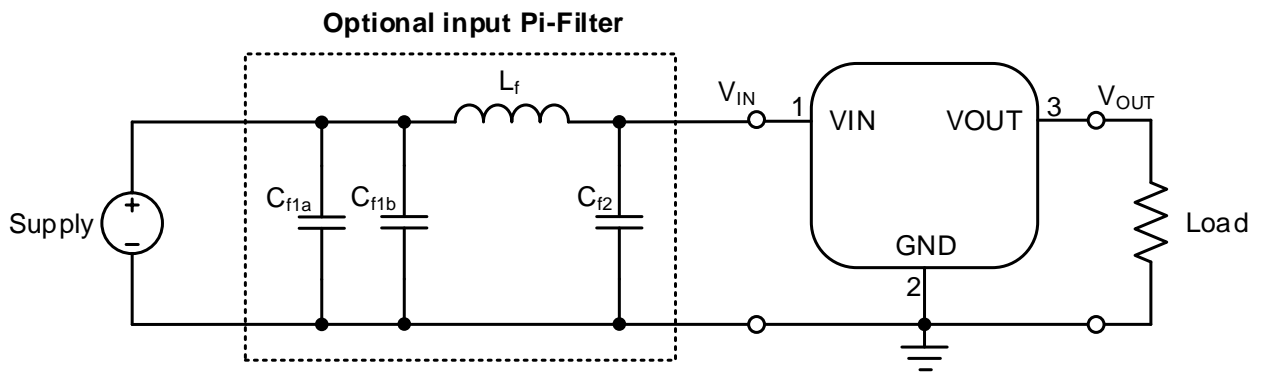 Optional input Pi-Filter
Lf
VIN
1
VIN
VOUT
3
VOUT
Cf1a
Cf1b
Cf2
Supply
+
–
Load
GND
2